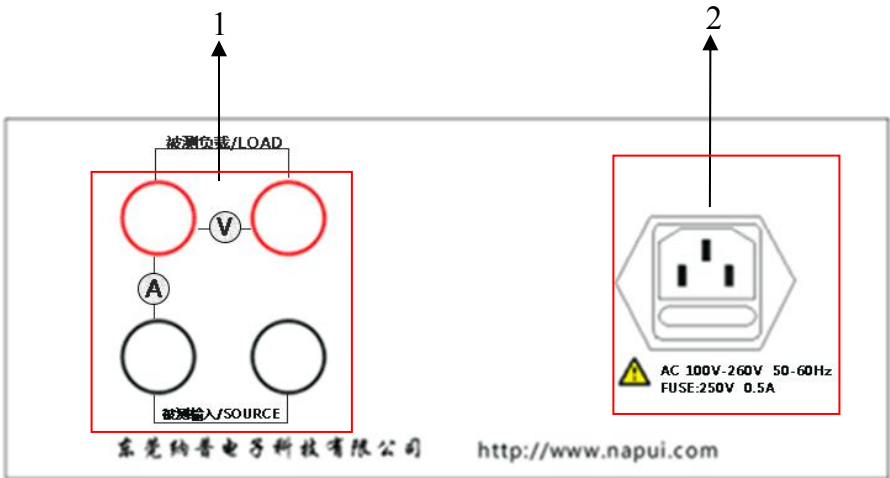 1
2
被测负载/LOAD
V
A
AC 100V-260V 50-60Hz
FUSE:250V 0.5A
被测输入/SOURCE
东莞纳普电子科技有限公司
http://www.napui.com